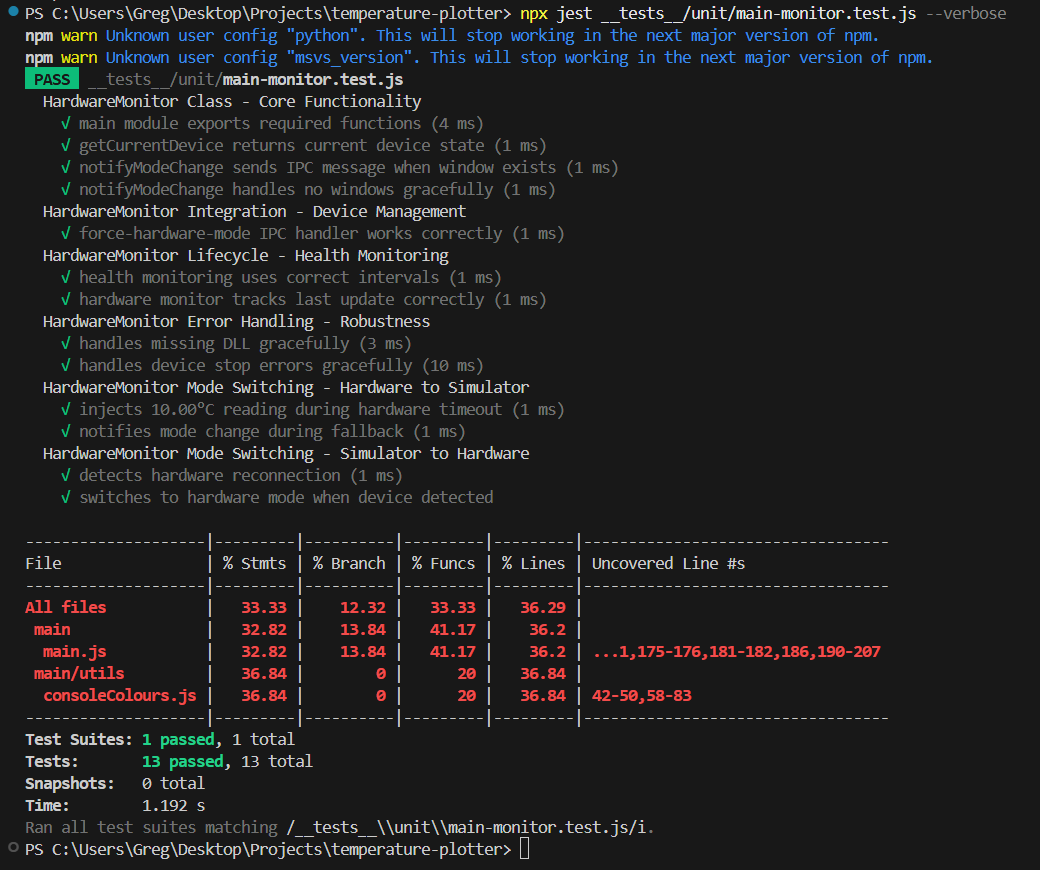 PS C:\Users\Greg\Desktop\Projects\temperature-plotter> npx jest __tests__/unit/main-monitor.test.js --verbose
npm warn Unknown user config "python". This will stop working in the next major version of npm.
npm warn Unknown user config "msvs_version". This will stop working in the next major version of npm.
PASS __tests__/unit/main-monitor.test.js
  HardwareMonitor Class - Core Functionality
    √ main module exports required functions (4 ms)
    √ getCurrentDevice returns current device state (1 ms)
    √ notifyModeChange sends IPC message when window exists (1 ms)
    √ notifyModeChange handles no windows gracefully (1 ms)
  HardwareMonitor Integration - Device Management
    √ force-hardware-mode IPC handler works correctly (1 ms)
  HardwareMonitor Lifecycle - Health Monitoring
    √ health monitoring uses correct intervals (1 ms)
    √ hardware monitor tracks last update correctly (1 ms)
  HardwareMonitor Error Handling - Robustness
    √ handles missing DLL gracefully (3 ms)
    √ handles device stop errors gracefully (10 ms)
  HardwareMonitor Mode Switching - Hardware to Simulator
    √ injects 10.00°C reading during hardware timeout (1 ms)
    √ notifies mode change during fallback (1 ms)
  HardwareMonitor Mode Switching - Simulator to Hardware
    √ detects hardware reconnection (1 ms)
    √ switches to hardware mode when device detected

--------------------|---------|----------|---------|---------|----------------------------------
File                | % Stmts | % Branch | % Funcs | % Lines | Uncovered Line #s
--------------------|---------|----------|---------|---------|----------------------------------
All files           |   33.33 |    12.32 |   33.33 |   36.29 |
 main               |   32.82 |    13.84 |   41.17 |    36.2 |
  main.js           |   32.82 |    13.84 |   41.17 |    36.2 | ...1,175-176,181-182,186,190-207
 main/utils         |   36.84 |        0 |      20 |   36.84 |
  consoleColours.js |   36.84 |        0 |      20 |   36.84 | 42-50,58-83
--------------------|---------|----------|---------|---------|----------------------------------
Test Suites: 1 passed, 1 total
Tests:       13 passed, 13 total
Snapshots:   0 total
Time:        1.192 s
Ran all test suites matching /__tests__\\unit\\main-monitor.test.js/i.
PS C:\Users\Greg\Desktop\Projects\temperature-plotter>